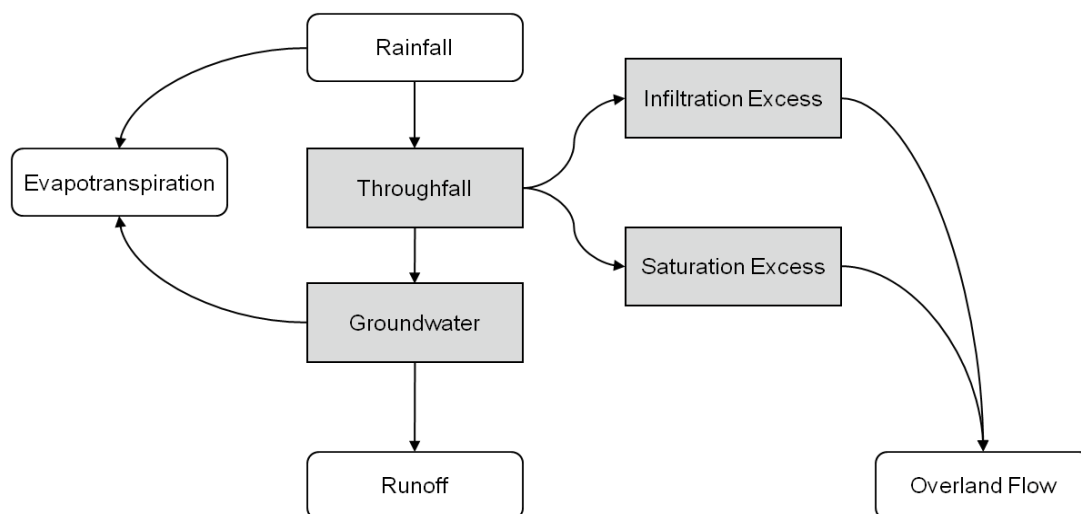 Rainfall
Infiltration Excess
Evapotranspiration
Throughfall
Saturation Excess
Groundwater
Runoff
Overland Flow